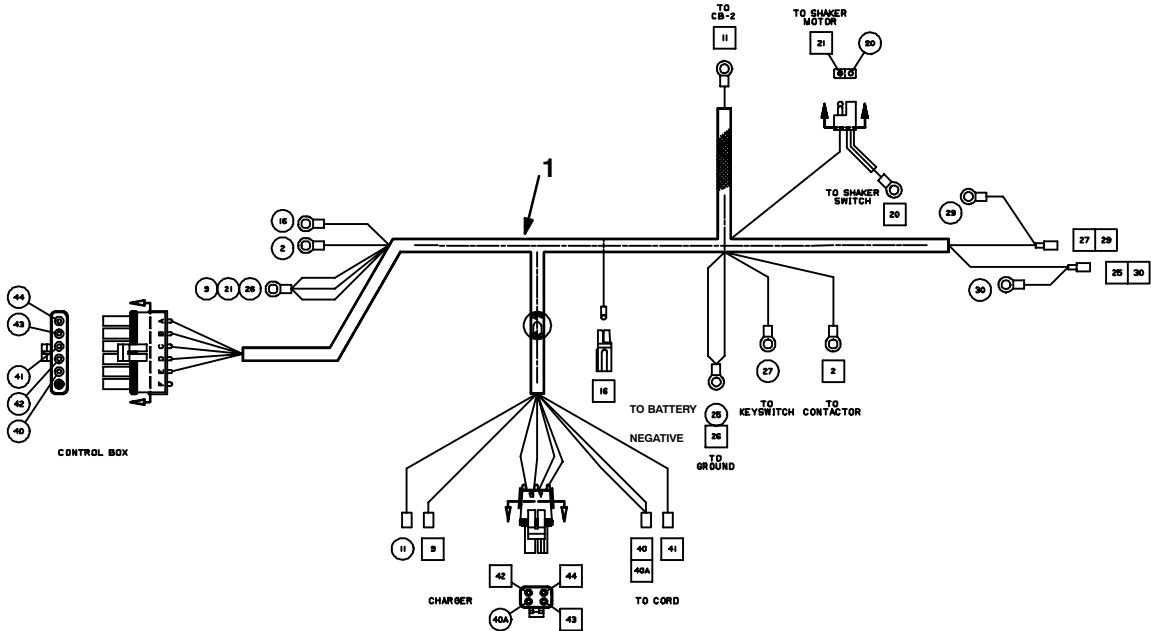 TO
CB-2
11
TO SHAKER
MOTOR
21 20
1
TO SHAKER
SWITCH
20
16
2
29
27 29
25 30
30
9 21 26
44
43
41
42
40
A
B
C
D
E
F
CONTROL BOX
16
TO BATTERY
NEGATIVE
25
26
TO
GROUND
27
TO
KEYSWITCH
2
TO
CONTACTOR
11 9
40 41
40A
42 44
40A 43
CHARGER
TO CORD